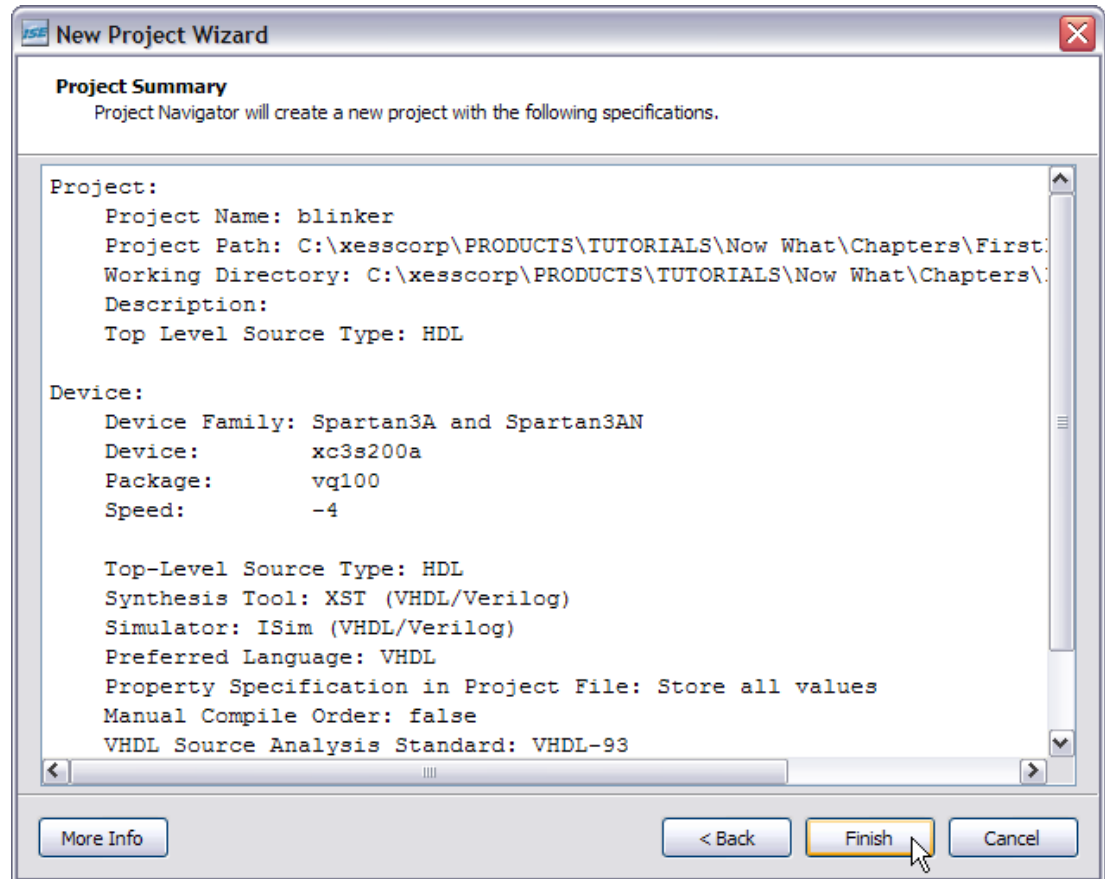 ISE New Project Wizard
Project Summary
Project Navigator will create a new project with the following specifications.
Project:
Project Name: blinker
Project Path: C:\xesscorp\PRODUCTS\TUTORIALS\Now What\Chapters\First
Working Directory: C:\xesscorp\PRODUCTS\TUTORIALS\Now What\Chapters\
Description:
Top Level Source Type: HDL
Device:
Device Family: Spartan3A and Spartan3AN
Device: xc3s200a
Package: vq100
Speed: -4
Top-Level Source Type: HDL
Synthesis Tool: XST (VHDL/Verilog)
Simulator: ISim (VHDL/Verilog)
Preferred Language: VHDL
Property Specification in Project File: Store all values
Manual Compile Order: false
VHDL Source Analysis Standard: VHDL-93
More Info
< Back
Finish
Cancel